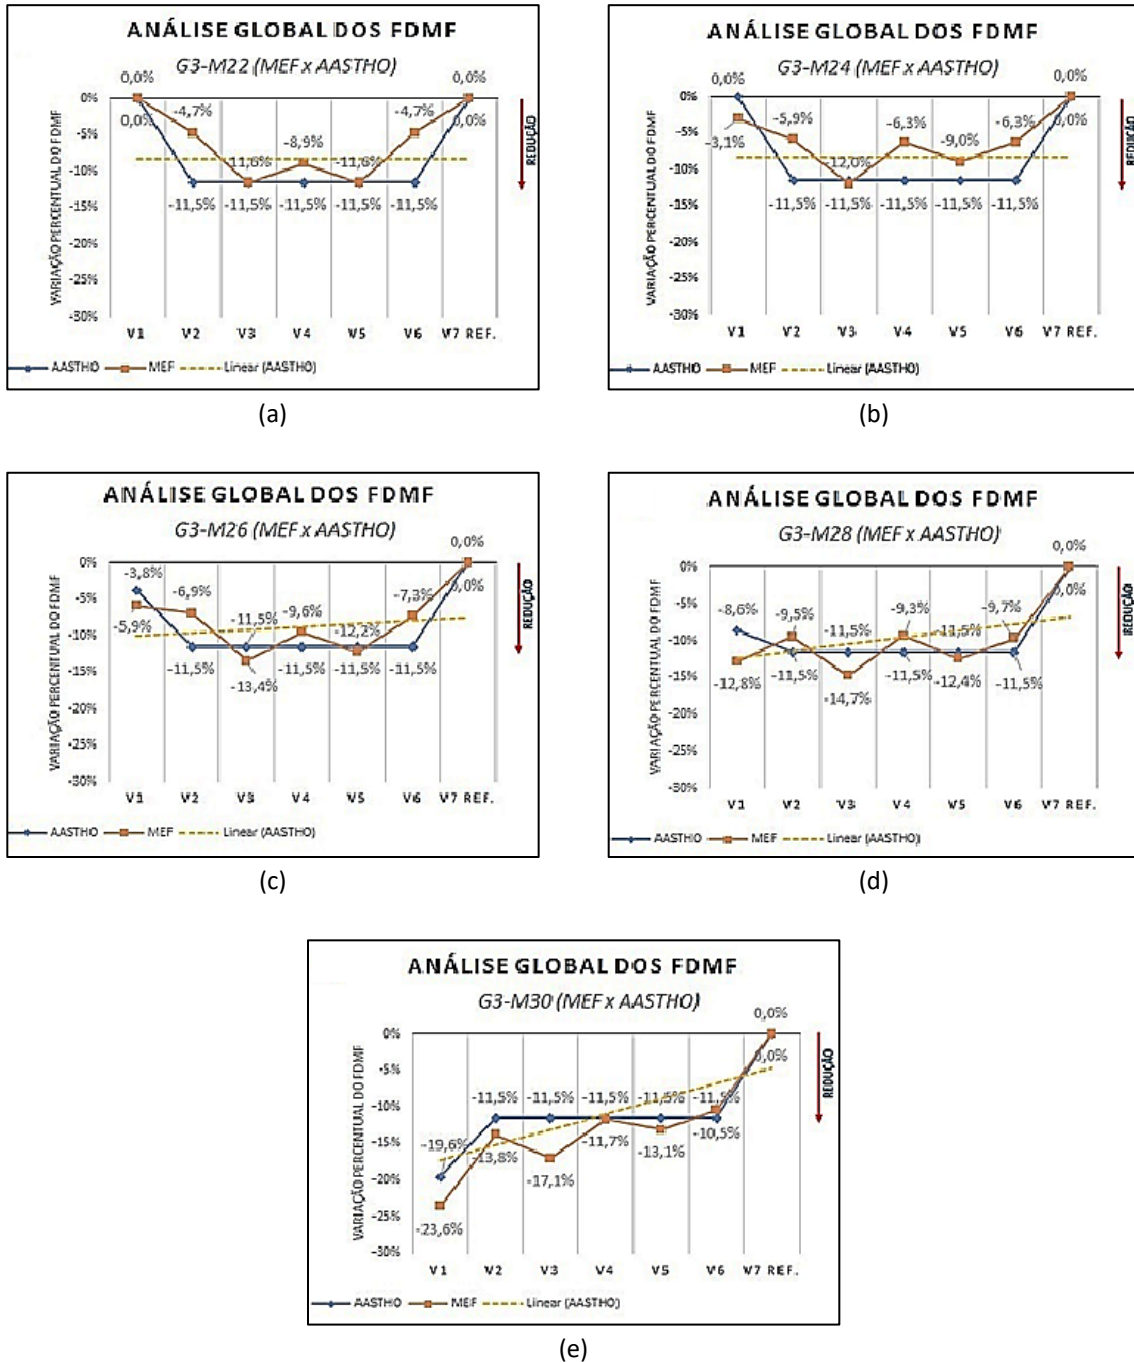 ANÁLISE GLOBAL DOS FDMF
G3-M22 (MEF x AASTHO)
0,0% 0,0%
0% 0,0% -4,7% -4,7% 0,0%
-5% -8,9%
-10% -11,6% -11,6%
-15% -11,5% -11,5% -11,5% -11,5% -11,5%
-20%
-25%
-30%
VARIAÇÃO PERCENTUAL DO FDMF
REDUÇÃO
V1 V2 V3 V4 V5 V6 V7 REF.
AASTHO MEF Linear (AASTHO)
(a)
ANÁLISE GLOBAL DOS FDMF
G3-M24 (MEF x AASTHO)
0,0% 0,0%
0% -5,9% -6,3% -6,3% 0,0%
-5% -3,1% -9,0%
-10% -12,0%
-15% -11,5% -11,5% -11,5% -11,5% -11,5%
-20%
-25%
-30%
VARIAÇÃO PERCENTUAL DO FDMF
REDUÇÃO
V1 V2 V3 V4 V5 V6 V7 REF.
AASTHO MEF Linear (AASTHO)
(b)
ANÁLISE GLOBAL DOS FDMF
G3-M26 (MEF x AASTHO)
0,0%
0% -3,8% -6,9% -7,3% 0,0%
-5% -5,9% -11,5% -9,6% -12,2%
-10%
-15% -11,5% -13,4% -11,5% -11,5% -11,5%
-20%
-25%
-30%
VARIAÇÃO PERCENTUAL DO FDMF
REDUÇÃO
V1 V2 V3 V4 V5 V6 V7 REF.
AASTHO MEF Linear (AASTHO)
(c)
ANÁLISE GLOBAL DOS FDMF
G3-M28 (MEF x AASTHO)
0,0%
0% 0,0%
-5% -8,6% -9,5% -11,5% -9,3% -11,5% -9,7%
-10%
-15% -12,8% -11,5% -14,7% -11,5% -12,4% -11,5%
-20%
-25%
-30%
VARIAÇÃO PERCENTUAL DO FDMF
REDUÇÃO
V1 V2 V3 V4 V5 V6 V7 REF.
AASTHO MEF Linear (AASTHO)
(d)
ANÁLISE GLOBAL DOS FDMF
G3-M30 (MEF x AASTHO)
0,0%
0% 0,0%
-5% -11,5% -11,5% -11,5% -11,5% -11,5%
-10%
-15% -19,6% -13,8% -17,1% -11,7% -13,1% -10,5%
-20%
-25% -23,6%
-30%
VARIAÇÃO PERCENTUAL DO FDMF
REDUÇÃO
V1 V2 V3 V4 V5 V6 V7 REF.
AASTHO MEF Linear (AASTHO)
(e)